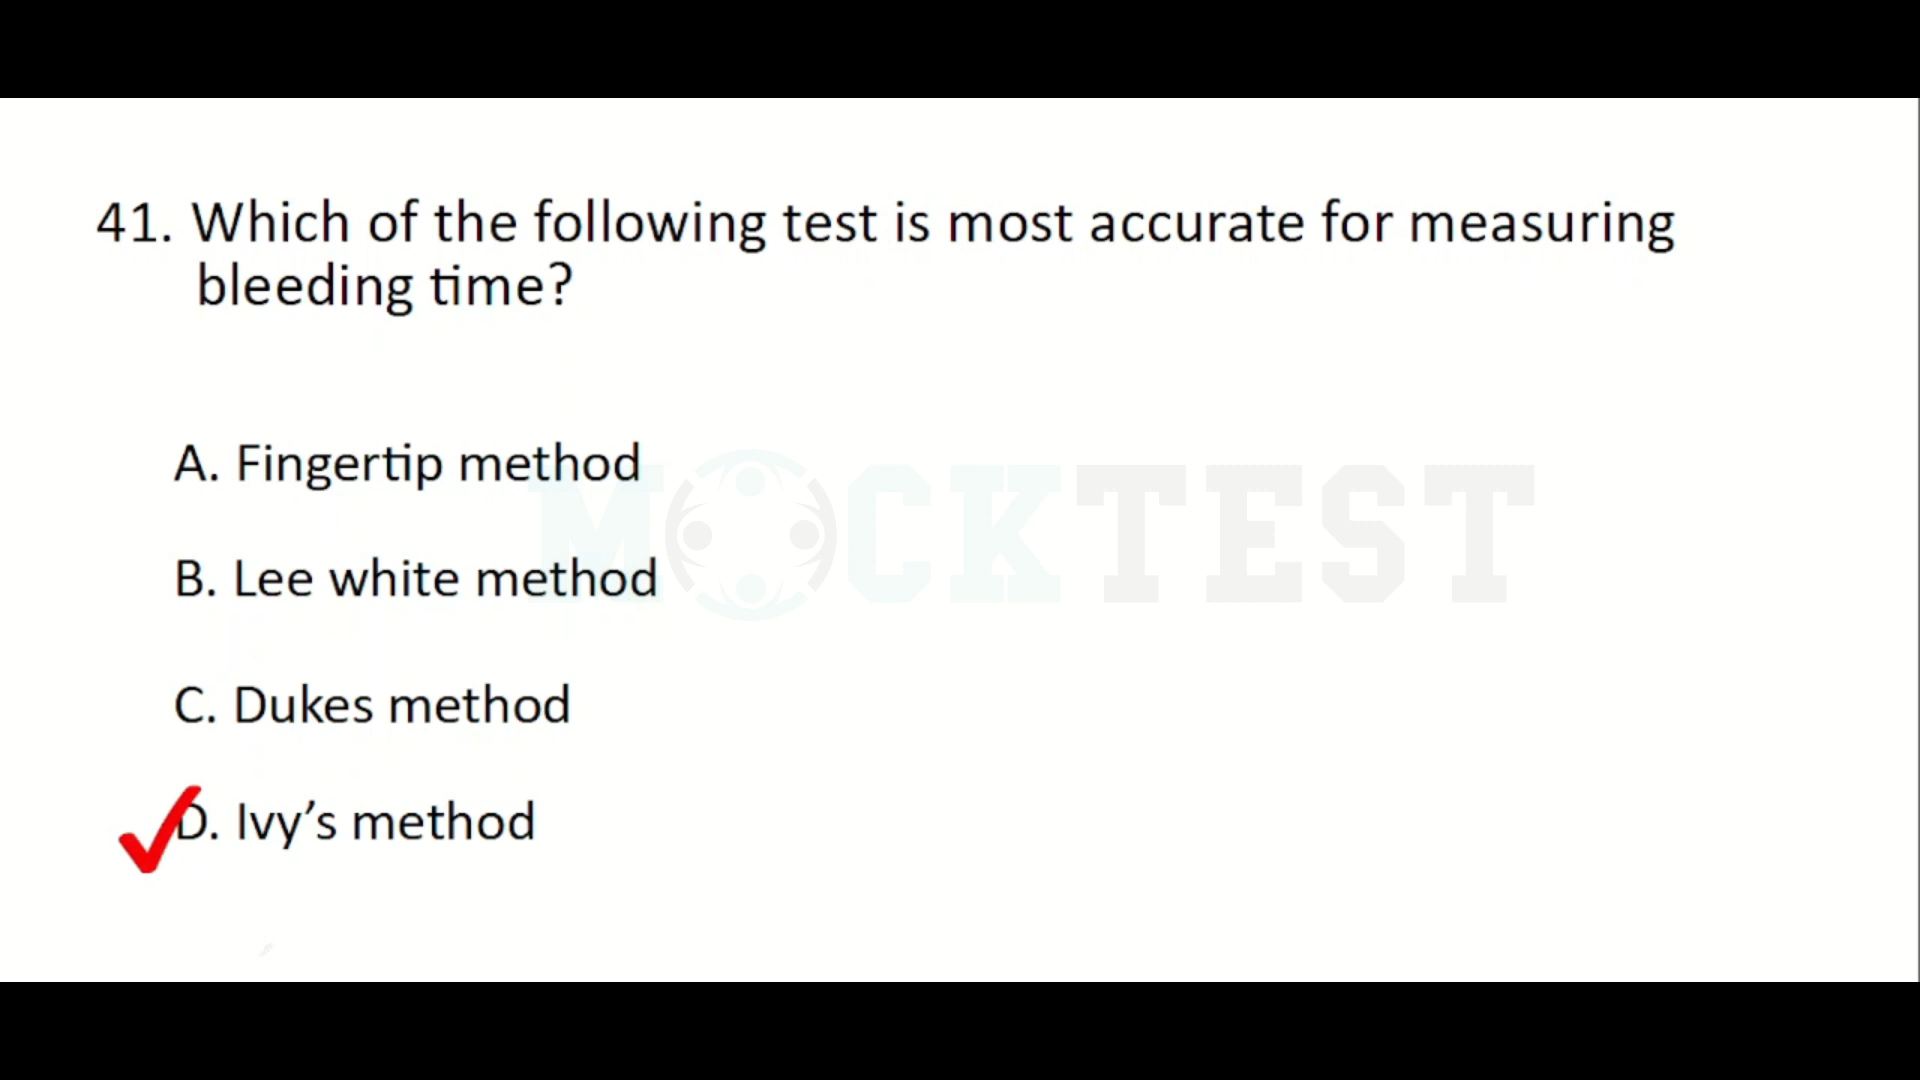 41. Which of the following test is most accurate for measuring
bleeding time?
A. Fingertip method
MOCKTEST
B. Lee white method
C. Dukes method
D. Ivy’s method